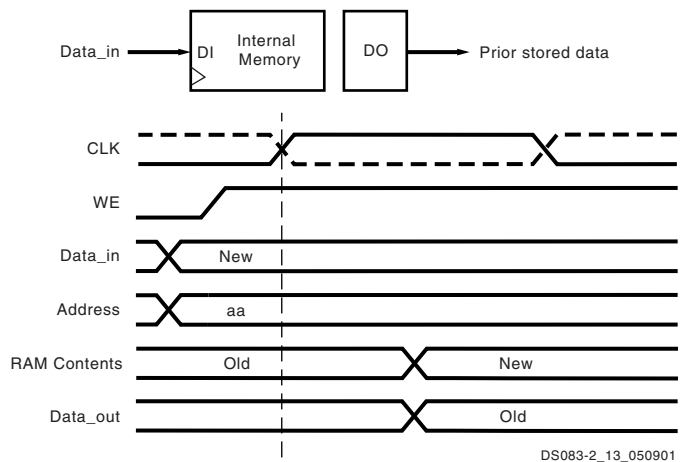 Data_in DI Internal Memory DO Prior stored data
CLK
WE
Data_in New
Address aa
RAM Contents Old New
Data_out Old
DS083-2_13_050901